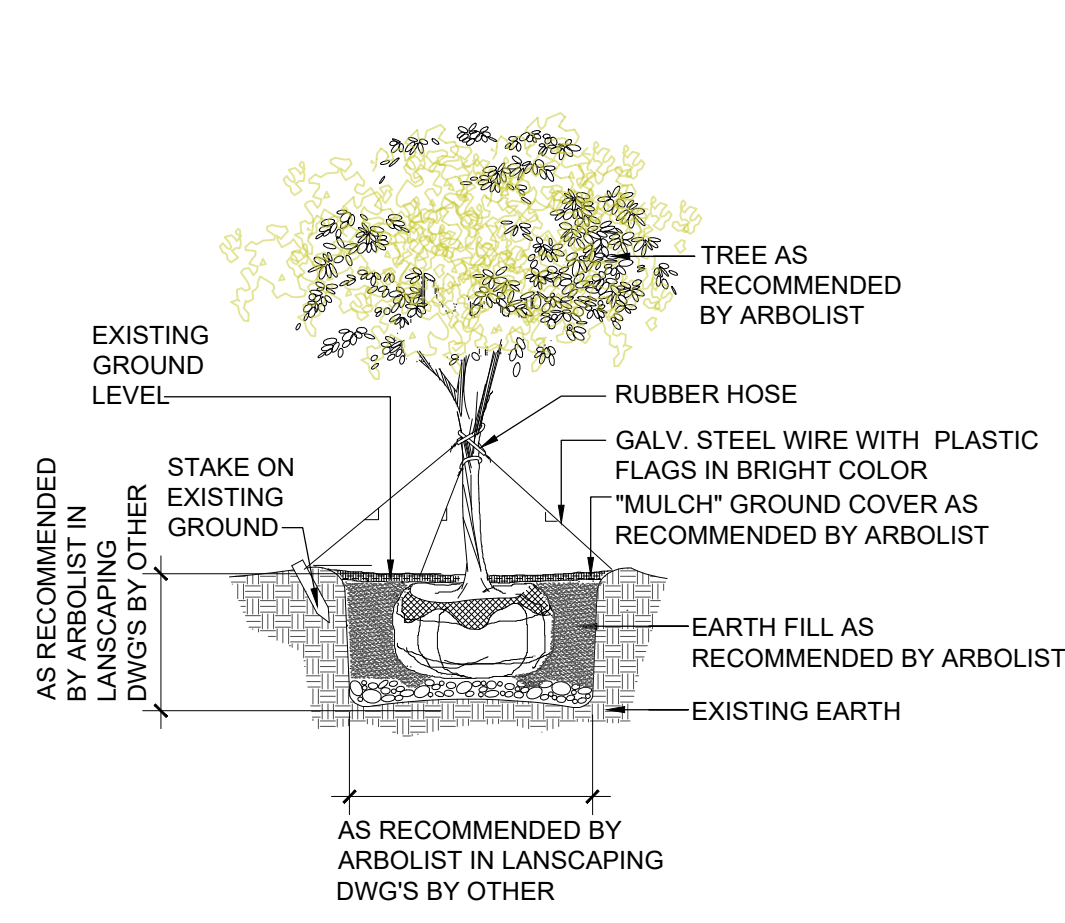 TREE AS
RECOMMENDED
BY ARBOLIST
EXISTING
GROUND
LEVEL
RUBBER HOSE
GALV. STEEL WIRE WITH PLASTIC
FLAGS IN BRIGHT COLOR
STAKE ON
EXISTING
GROUND
"MULCH" GROUND COVER AS
RECOMMENDED BY ARBOLIST
AS RECOMMENDED
BY ARBOLIST IN
LANSCAPING
DWG'S BY OTHER
EARTH FILL AS
RECOMMENDED BY ARBOLIST
EXISTING EARTH
AS RECOMMENDED BY
ARBOLIST IN LANSCAPING
DWG'S BY OTHER